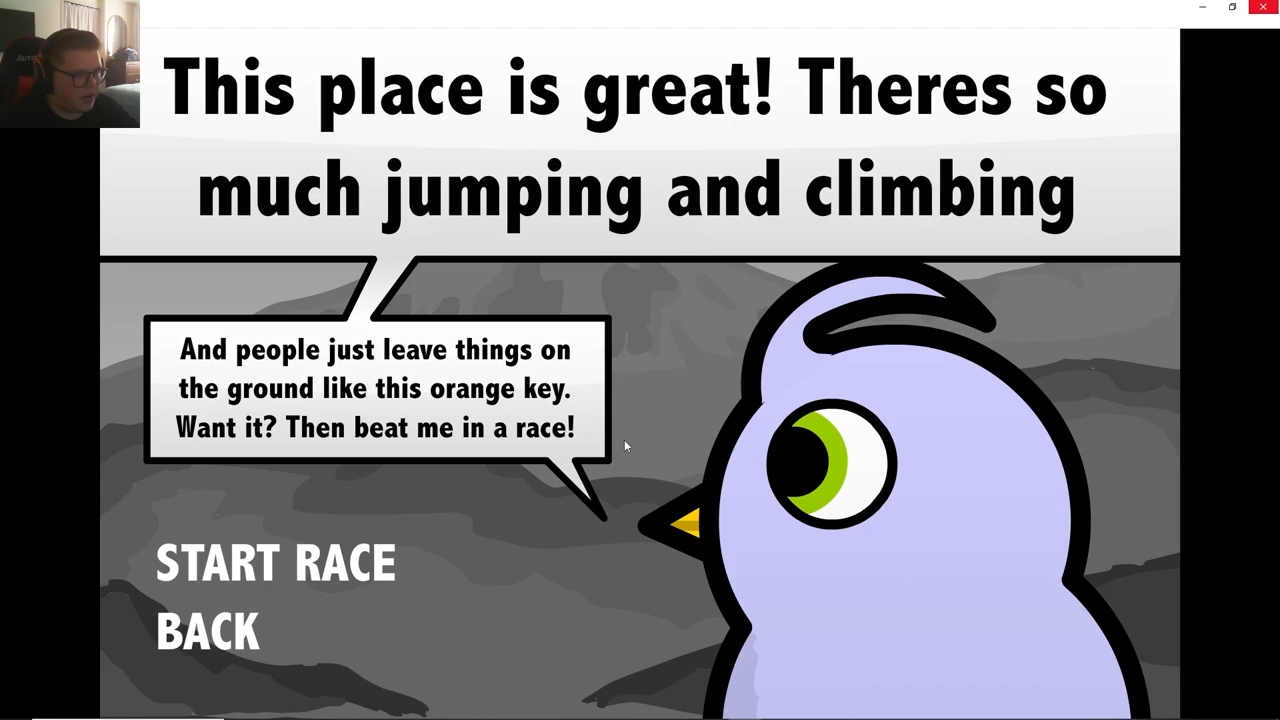 This place is great! Theres so
much jumping and climbing
And people just leave things on
the ground like this orange key.
Want it? Then beat me in a race!
START RACE
BACK